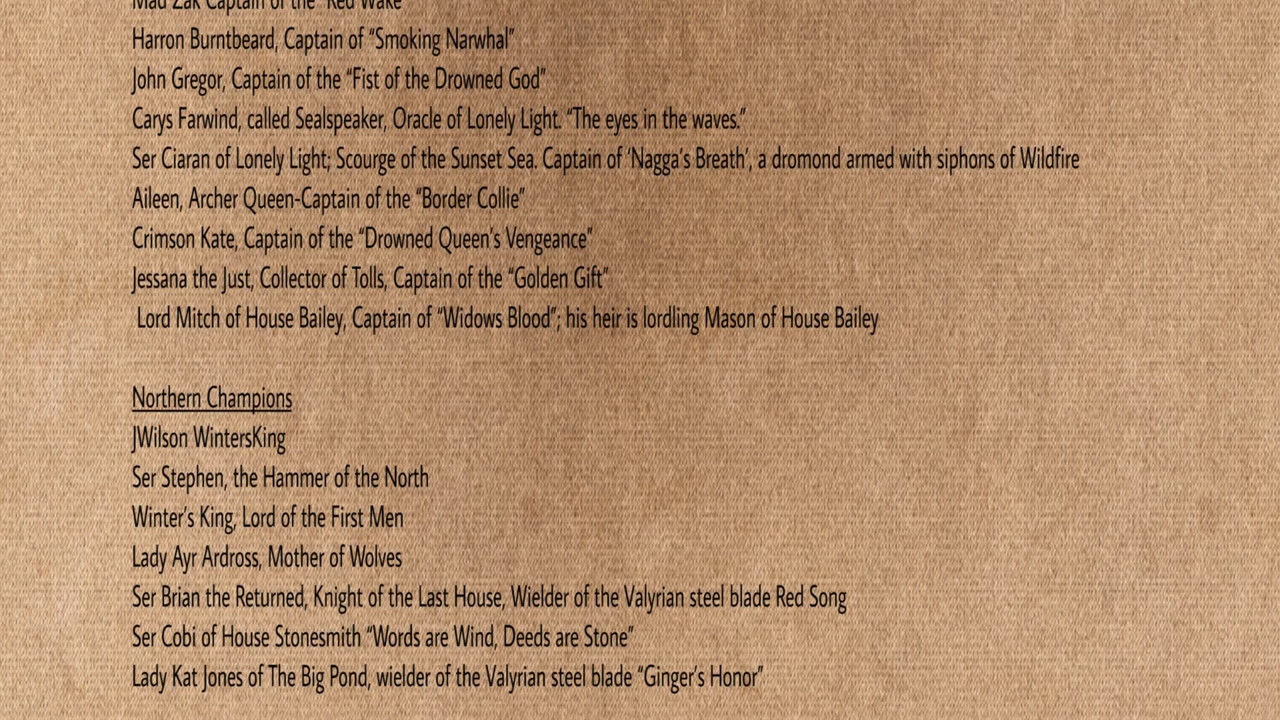 Mad Zak Captain of the “Red Wake”
Harron Burntbeard, Captain of “Smoking Narwhal”
John Gregor, Captain of the “Fist of the Drowned God”
Carys Farwind, called Sealspeaker, Oracle of Lonely Light. “The eyes in the waves.”
Ser Ciaran of Lonely Light; Scourge of the Sunset Sea. Captain of ‘Nagga’s Breath’, a dromond armed with siphons of Wildfire
Aileen, Archer Queen-Captain of the “Border Collie”
Crimson Kate, Captain of the “Drowned Queen’s Vengeance”
Jessana the Just, Collector of Tolls, Captain of the “Golden Gift”
Lord Mitch of House Bailey, Captain of “Widows Blood”; his heir is lordling Mason of House Bailey
Northern Champions
JWilson WintersKing
Ser Stephen, the Hammer of the North
Winter’s King, Lord of the First Men
Lady Ayr Ardross, Mother of Wolves
Ser Brian the Returned, Knight of the Last House, Wielder of the Valyrian steel blade Red Song
Ser Cobi of House Stonesmith “Words are Wind, Deeds are Stone”
Lady Kat Jones of The Big Pond, wielder of the Valyrian steel blade “Ginger’s Honor”